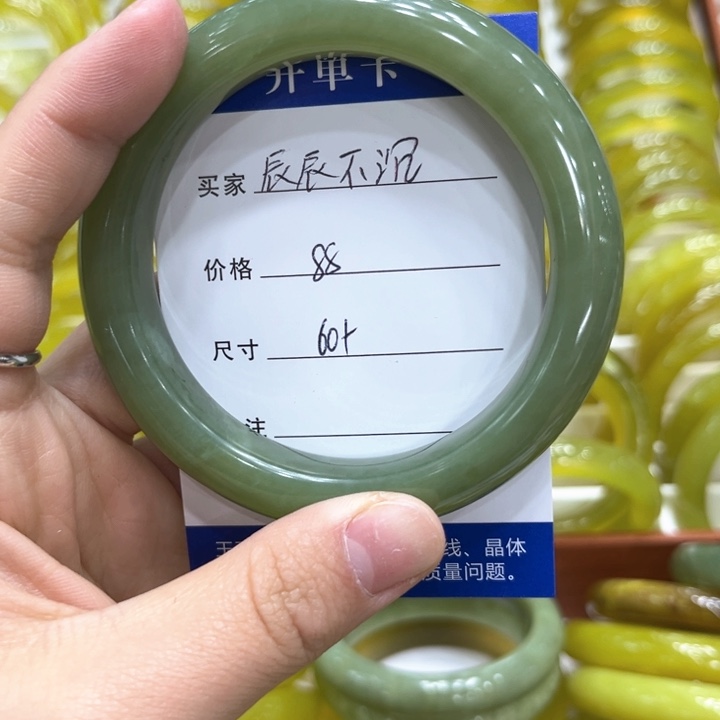 开单卡
买家 辰辰不沉
价格 88
尺寸 60+
注
线、晶体
质量问题。